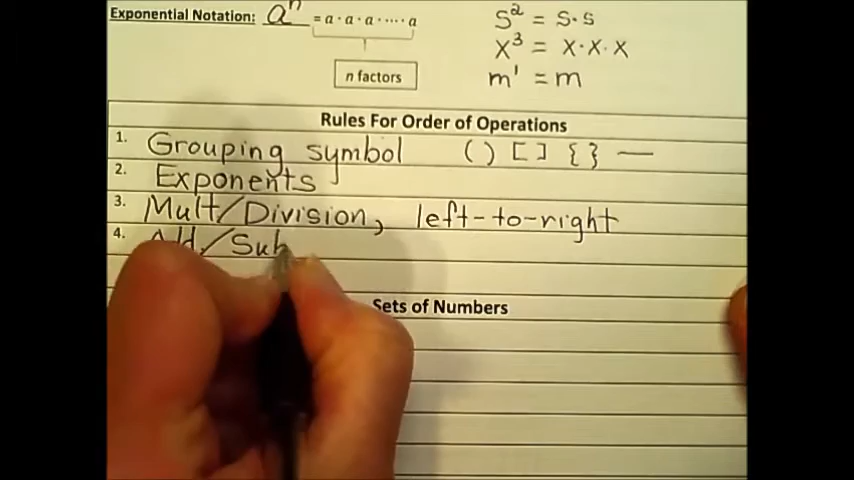 Exponential Notation: aⁿ = a · a · a · ··· · a
n factors
S² = S·S
X³ = X·X·X
m¹ = m
Rules For Order of Operations
1. Grouping symbol ( ) [ ] { } —
2. Exponents
3. Mult/Division, left-to-right
4. Add/Sub
Sets of Numbers